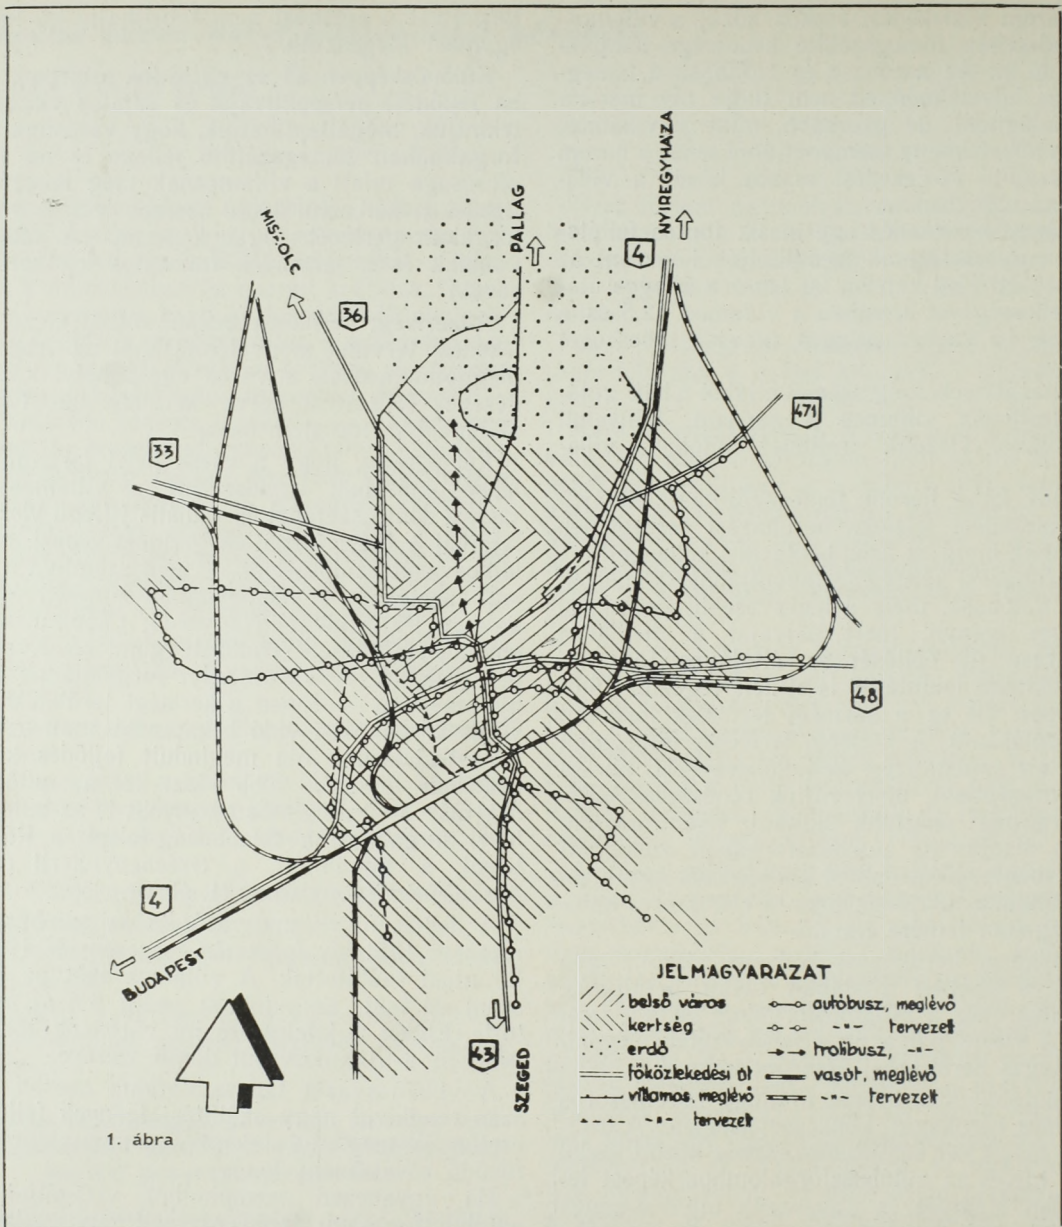 NYIREGYHÁZA
PALLAG
MISKOLC
4
36
471
33
48
4
BUDAPEST
43
SZEGED
JELMAGYARÁZAT
belső város
kertség
erdő
főközlekedési út
villamos, meglévő
-"- tervezett
autóbusz, meglévő
-"- tervezett
trolibusz, -"-
vasút, meglévő
-"- tervezett
1. ábra